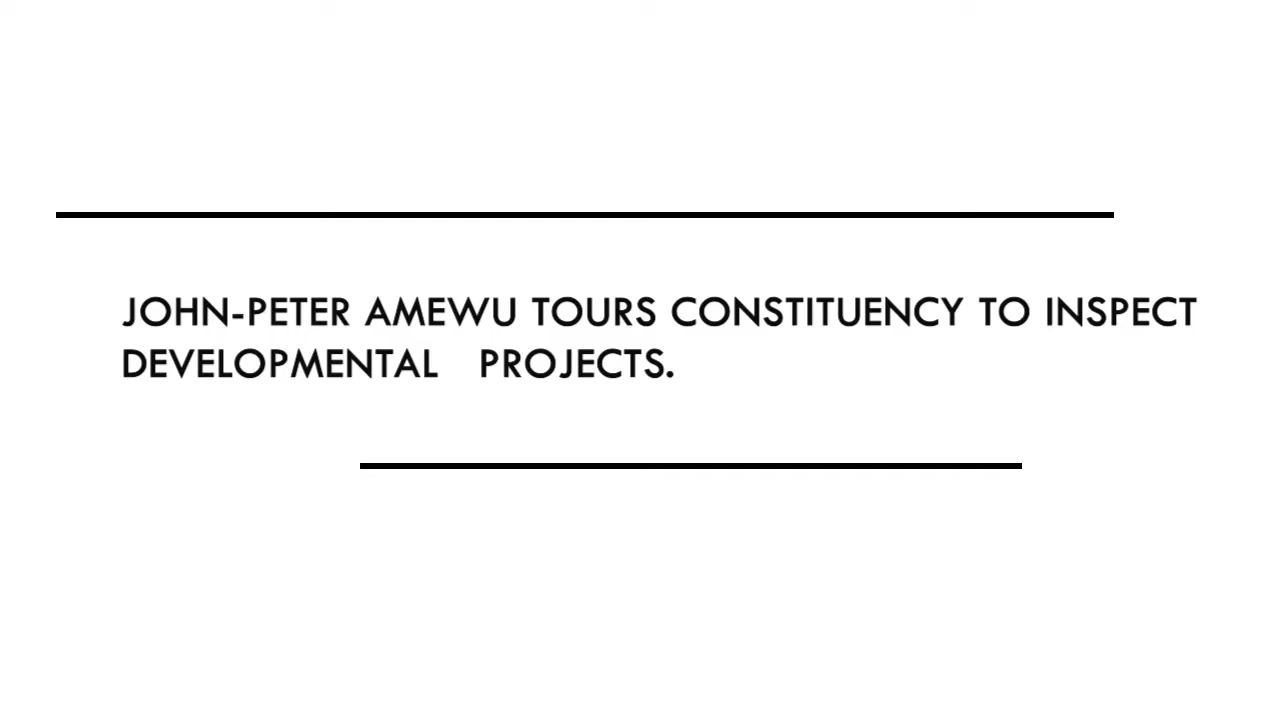 JOHN-PETER AMEWU TOURS CONSTITUENCY TO INSPECT
DEVELOPMENTAL PROJECTS.